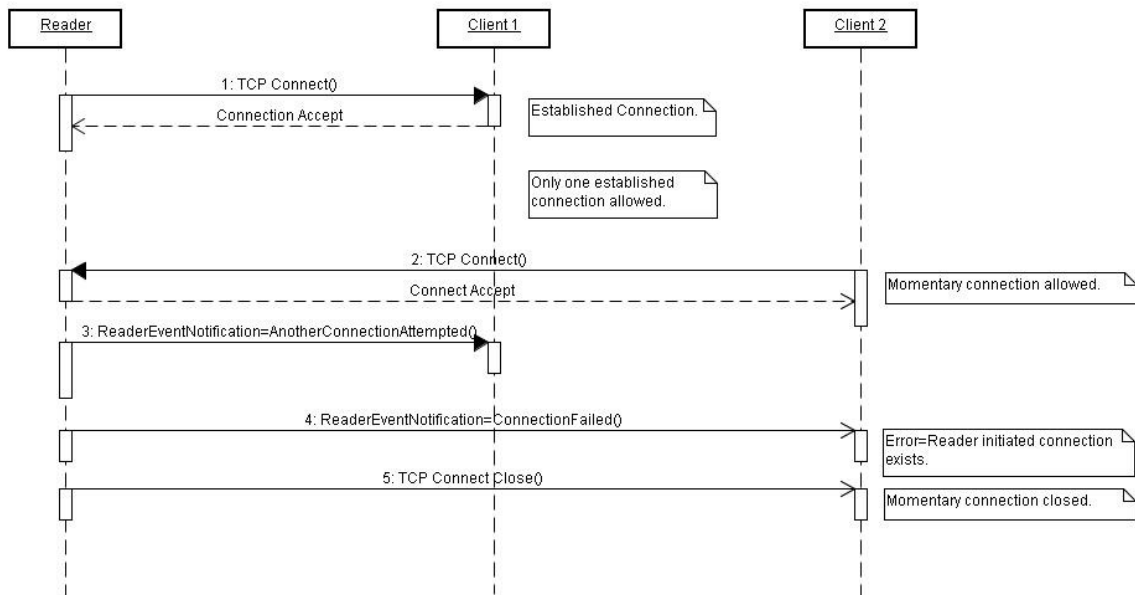 Reader
Client 1
Client 2
1: TCP Connect()
Connection Accept
Established Connection.
Only one established
connection allowed.
2: TCP Connect()
Connect Accept
Momentary connection allowed.
3: ReaderEventNotification=AnotherConnectionAttempted()
4: ReaderEventNotification=ConnectionFailed()
Error=Reader initiated connection
exists.
5: TCP Connect Close()
Momentary connection closed.